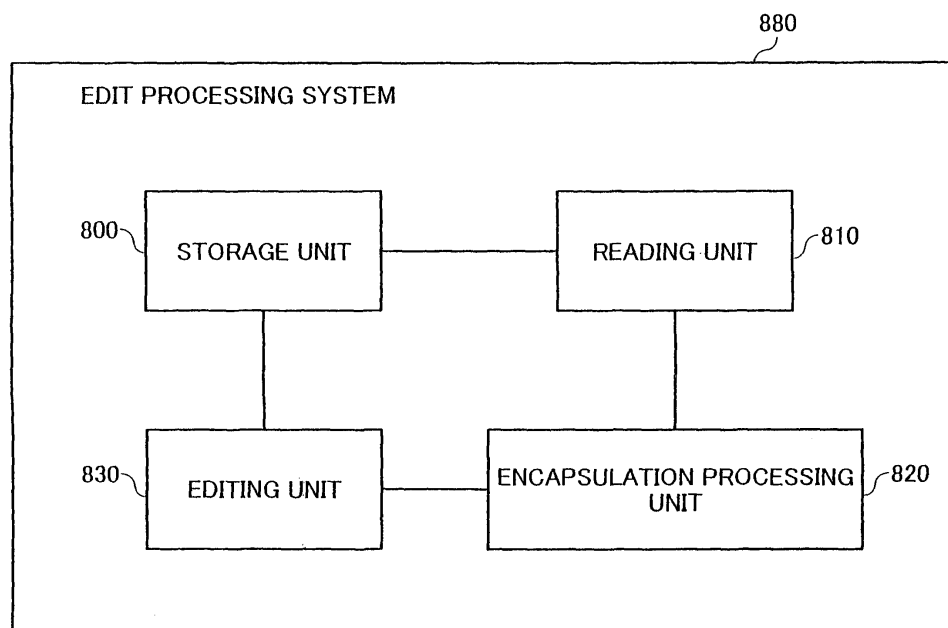 880
EDIT PROCESSING SYSTEM
800
STORAGE UNIT
READING UNIT
810
830
EDITING UNIT
ENCAPSULATION PROCESSING
UNIT
820